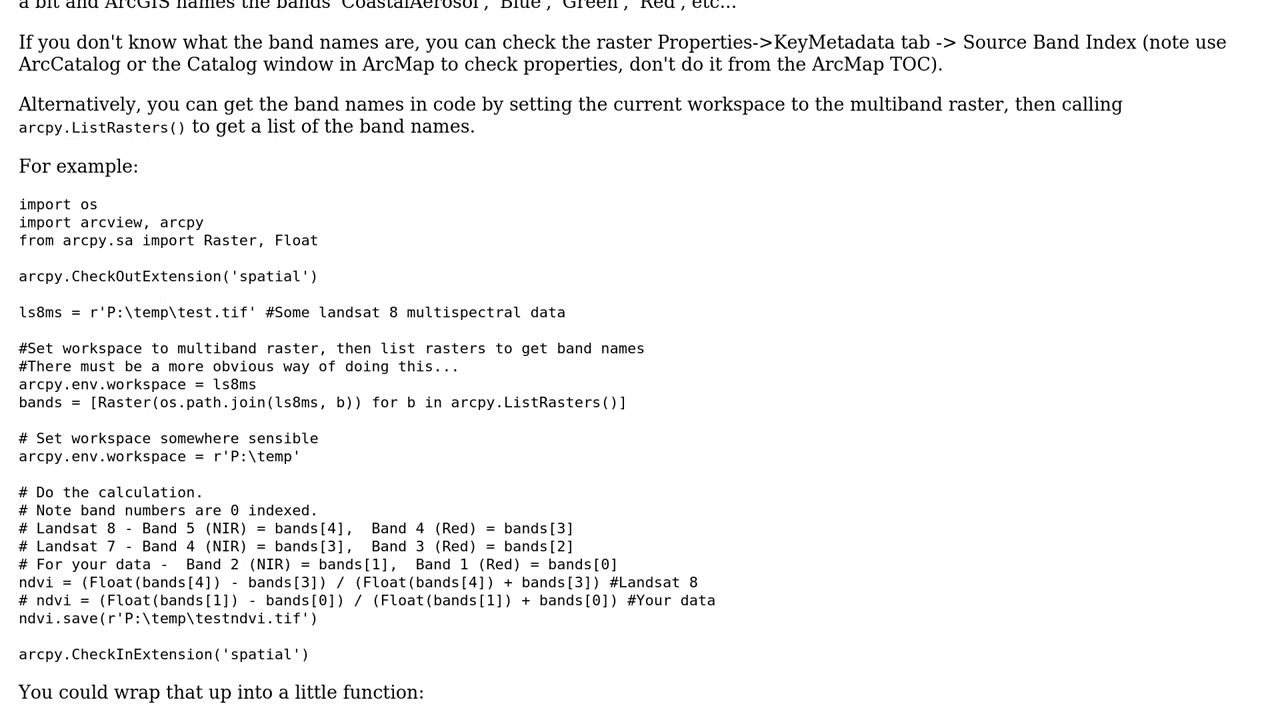 a bit and ArcGIS names the bands 'CoastalAerosol', 'Blue', 'Green', 'Red', etc...
If you don't know what the band names are, you can check the raster Properties->KeyMetadata tab -> Source Band Index (note use
ArcCatalog or the Catalog window in ArcMap to check properties, don't do it from the ArcMap TOC).
Alternatively, you can get the band names in code by setting the current workspace to the multiband raster, then calling
arcpy.ListRasters() to get a list of the band names.
For example:
import os
import arcview, arcpy
from arcpy.sa import Raster, Float
arcpy.CheckOutExtension('spatial')
ls8ms = r'P:\temp\test.tif' #Some landsat 8 multispectral data
#Set workspace to multiband raster, then list rasters to get band names
#There must be a more obvious way of doing this...
arcpy.env.workspace = ls8ms
bands = [Raster(os.path.join(ls8ms, b)) for b in arcpy.ListRasters()]
# Set workspace somewhere sensible
arcpy.env.workspace = r'P:\temp'
# Do the calculation.
# Note band numbers are 0 indexed.
# Landsat 8 - Band 5 (NIR) = bands[4],  Band 4 (Red) = bands[3]
# Landsat 7 - Band 4 (NIR) = bands[3],  Band 3 (Red) = bands[2]
# For your data -  Band 2 (NIR) = bands[1],  Band 1 (Red) = bands[0]
ndvi = (Float(bands[4]) - bands[3]) / (Float(bands[4]) + bands[3]) #Landsat 8
# ndvi = (Float(bands[1]) - bands[0]) / (Float(bands[1]) + bands[0]) #Your data
ndvi.save(r'P:\temp\testndvi.tif')
arcpy.CheckInExtension('spatial')
You could wrap that up into a little function: